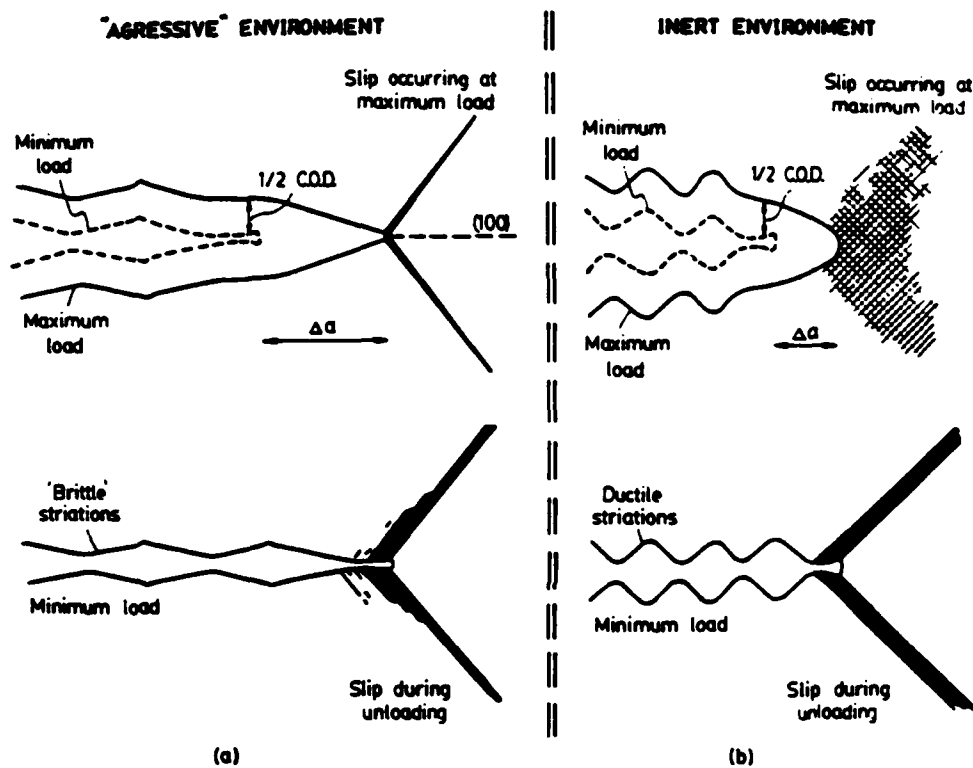 "AGRESSIVE" ENVIRONMENT
Slip occurring at
maximum load
Minimum
load
1/2 C.O.D.
(100)
Maximum
load
Δa
'Brittle'
striations
Minimum load
Slip during
unloading
(a)
INERT ENVIRONMENT
Slip occurring at
maximum load
Minimum
load
1/2 C.O.D.
Maximum
load
Δa
Ductile
striations
Minimum load
Slip during
unloading
(b)